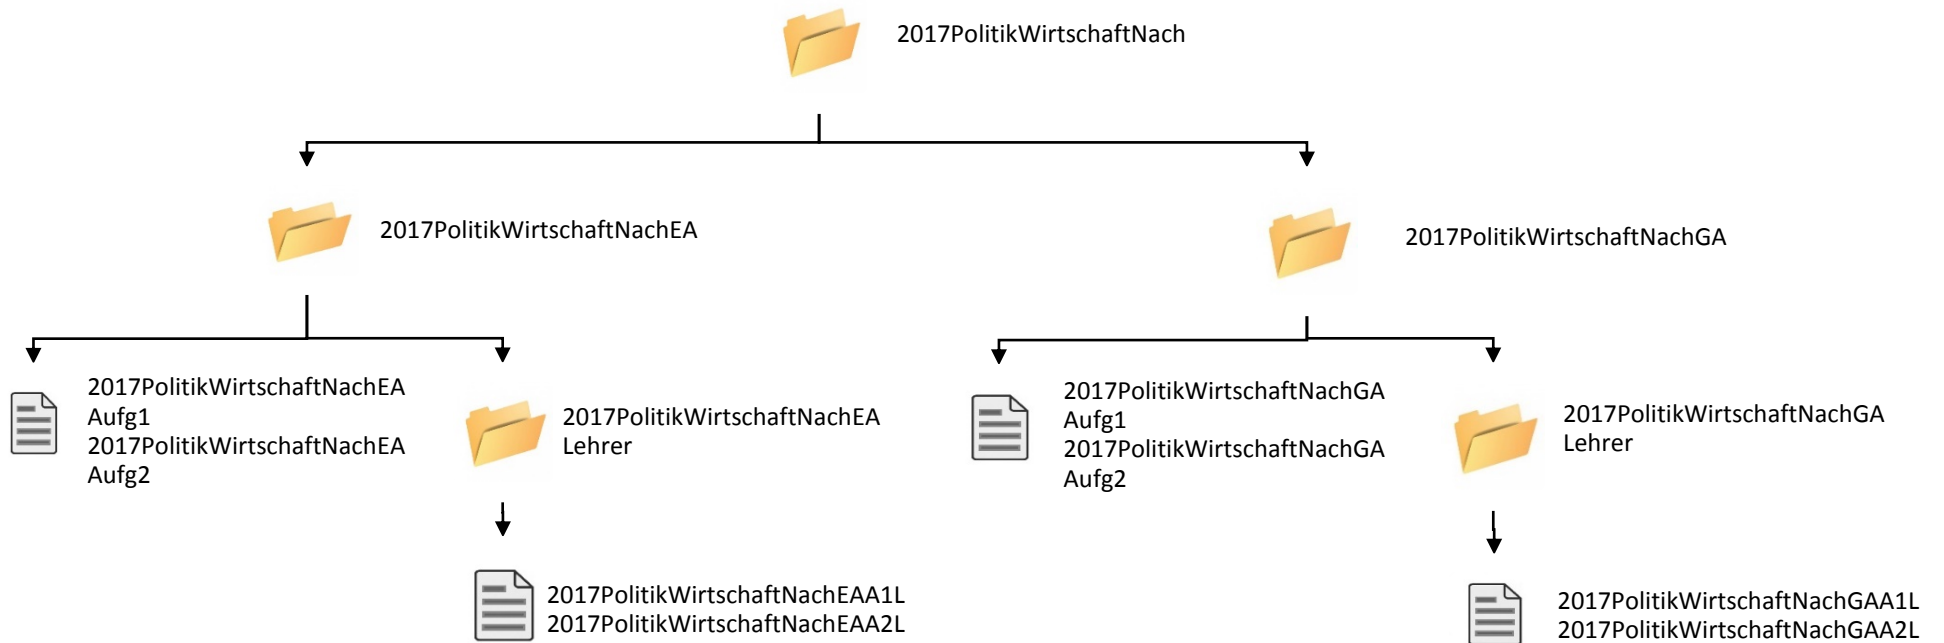 2017PolitikWirtschaftNach
2017PolitikWirtschaftNachEA
2017PolitikWirtschaftNachGA
2017PolitikWirtschaftNachEA
Aufg1
2017PolitikWirtschaftNachEA
Aufg2
2017PolitikWirtschaftNachEA
Lehrer
2017PolitikWirtschaftNachGA
Aufg1
2017PolitikWirtschaftNachGA
Aufg2
2017PolitikWirtschaftNachGA
Lehrer
2017PolitikWirtschaftNachEAA1L
2017PolitikWirtschaftNachEAA2L
2017PolitikWirtschaftNachGAA1L
2017PolitikWirtschaftNachGAA2L